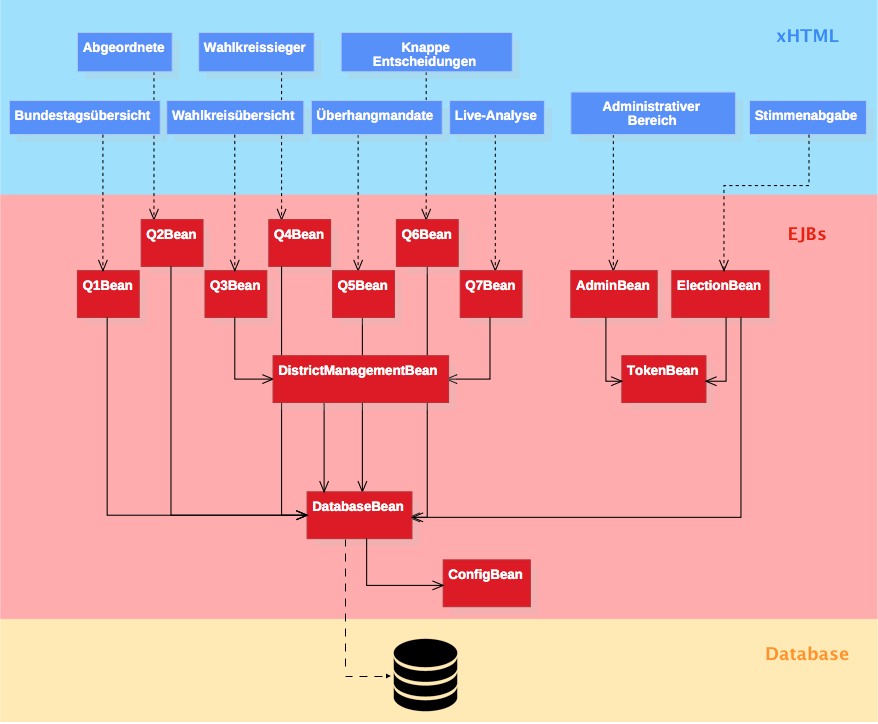 xHTML
Abgeordnete
Wahlkreissieger
Knappe
Entscheidungen
Bundestagsübersicht
Wahlkreisübersicht
Überhangmandate
Live-Analyse
Administrativer
Bereich
Stimmenabgabe
EJBs
Q2Bean
Q4Bean
Q6Bean
Q1Bean
Q3Bean
Q5Bean
Q7Bean
AdminBean
ElectionBean
DistrictManagementBean
TokenBean
DatabaseBean
ConfigBean
Database